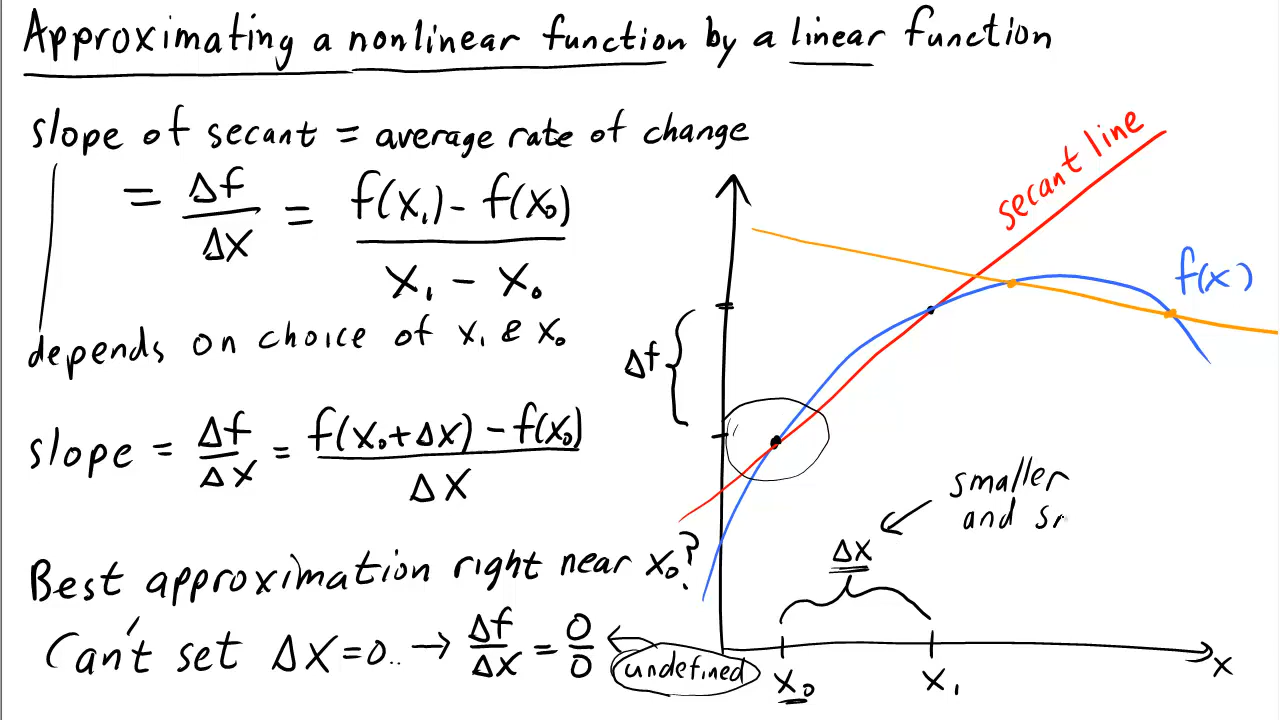 Approximating a nonlinear function by a linear function
slope of secant = average rate of change
= Δf/Δx = (f(x₁) - f(x₀))/(x₁ - x₀)
depends on choice of x₁ & x₀
slope = Δf/Δx = (f(x₀+Δx) - f(x₀))/Δx
Best approximation right near x₀?
Can't set Δx=0.. → Δf/Δx = 0/0
undefined
secant line
f(x)
Δf
smaller
and
Δx
x₀
x₁
x